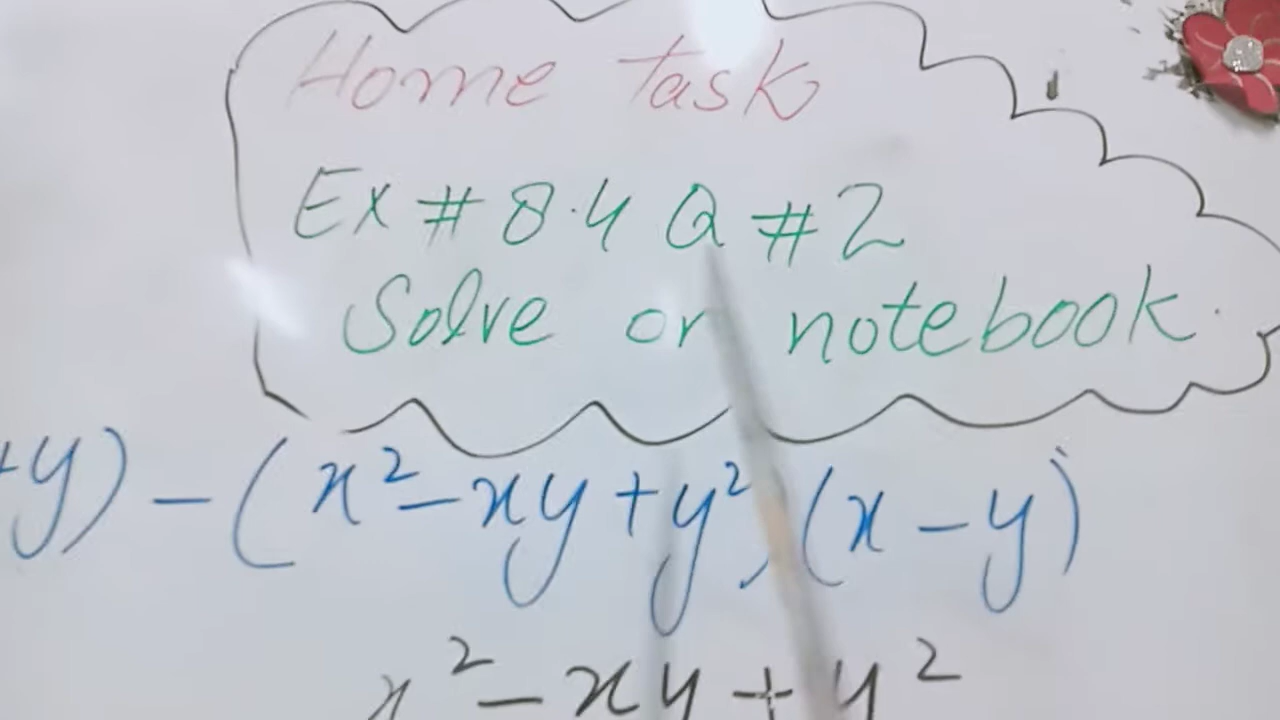 Home task
Ex # 8.4 Q # 2
Solve on notebook.
+y) - (x² - xy + y²) (x - y)
x² - xy + y²